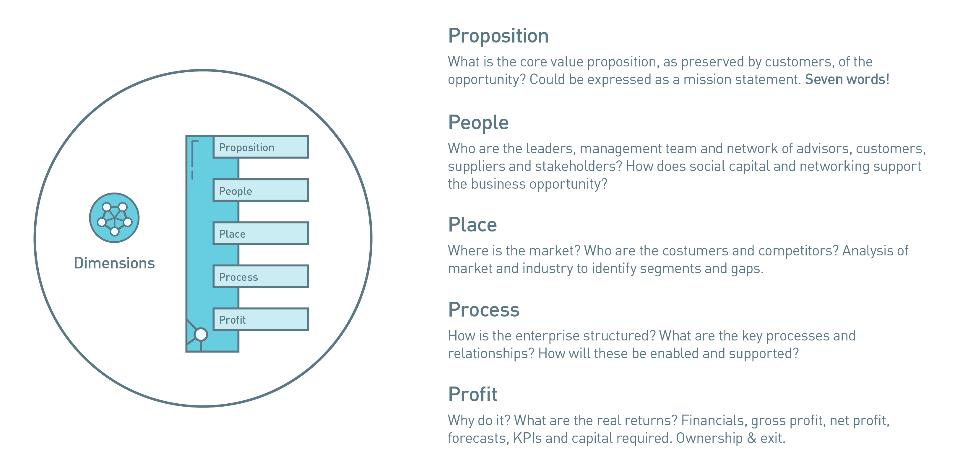 Dimensions
Proposition
People
Place
Process
Profit
Proposition
What is the core value proposition, as preserved by customers, of the
opportunity? Could be expressed as a mission statement. Seven words!
People
Who are the leaders, management team and network of advisors, customers,
suppliers and stakeholders? How does social capital and networking support
the business opportunity?
Place
Where is the market? Who are the costumers and competitors? Analysis of
market and industry to identify segments and gaps.
Process
How is the enterprise structured? What are the key processes and
relationships? How will these be enabled and supported?
Profit
Why do it? What are the real returns? Financials, gross profit, net profit,
forecasts, KPIs and capital required. Ownership & exit.